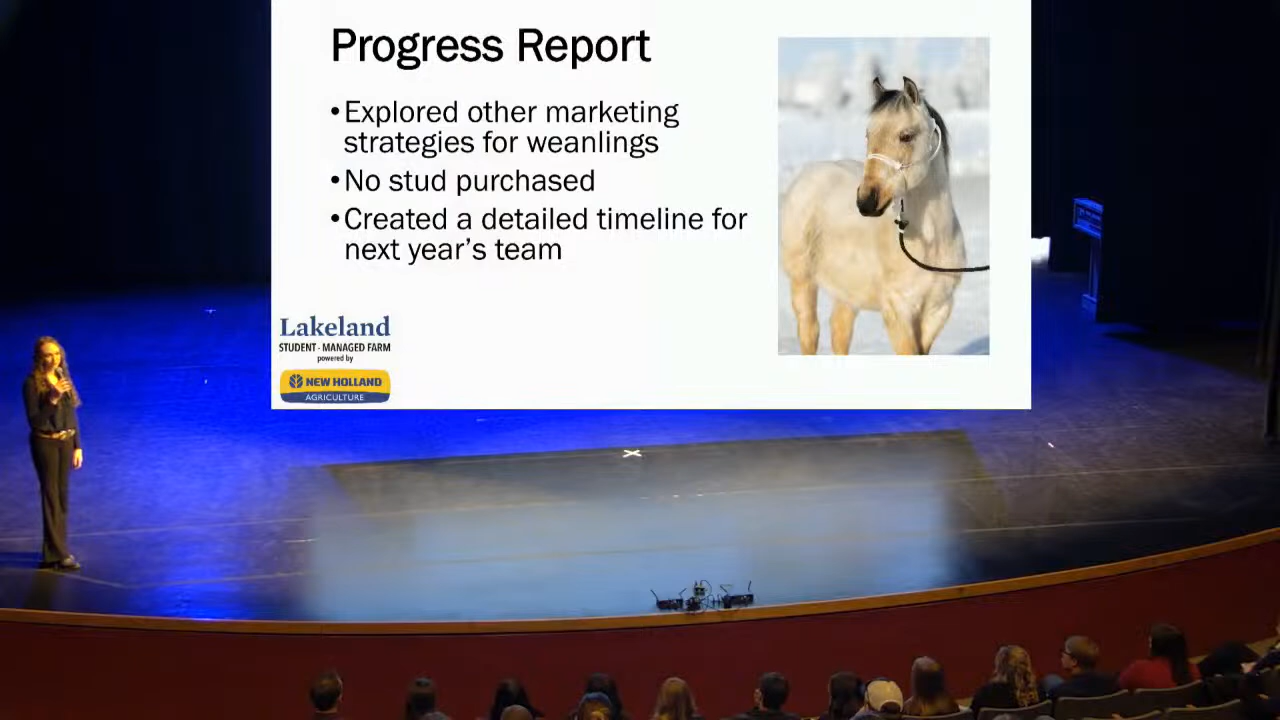 Progress Report
•Explored other marketing
strategies for weanlings
•No stud purchased
•Created a detailed timeline for
next year's team
Lakeland
STUDENT-MANAGED FARM
powered by
NEW HOLLAND
AGRICULTURE